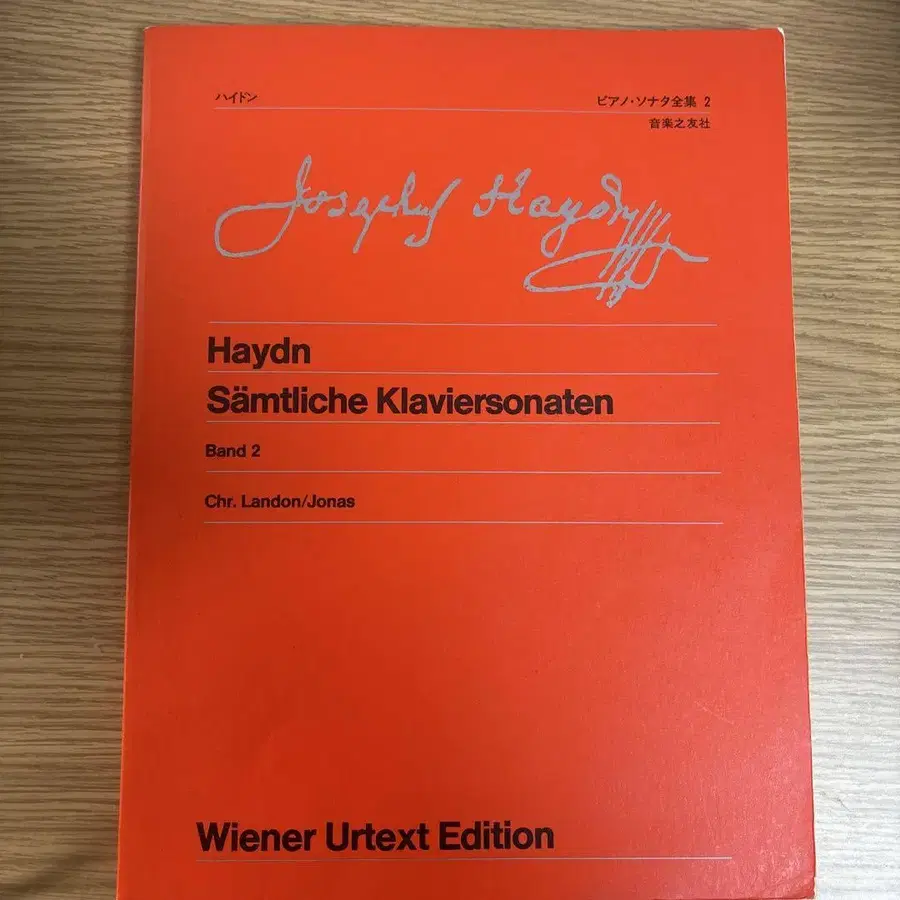 ハイドン
ピアノ・ソナタ全集 2
音楽之友社
Josephus Haydn
Haydn
Sämtliche Klaviersonaten
Band 2
Chr. Landon/Jonas
Wiener Urtext Edition